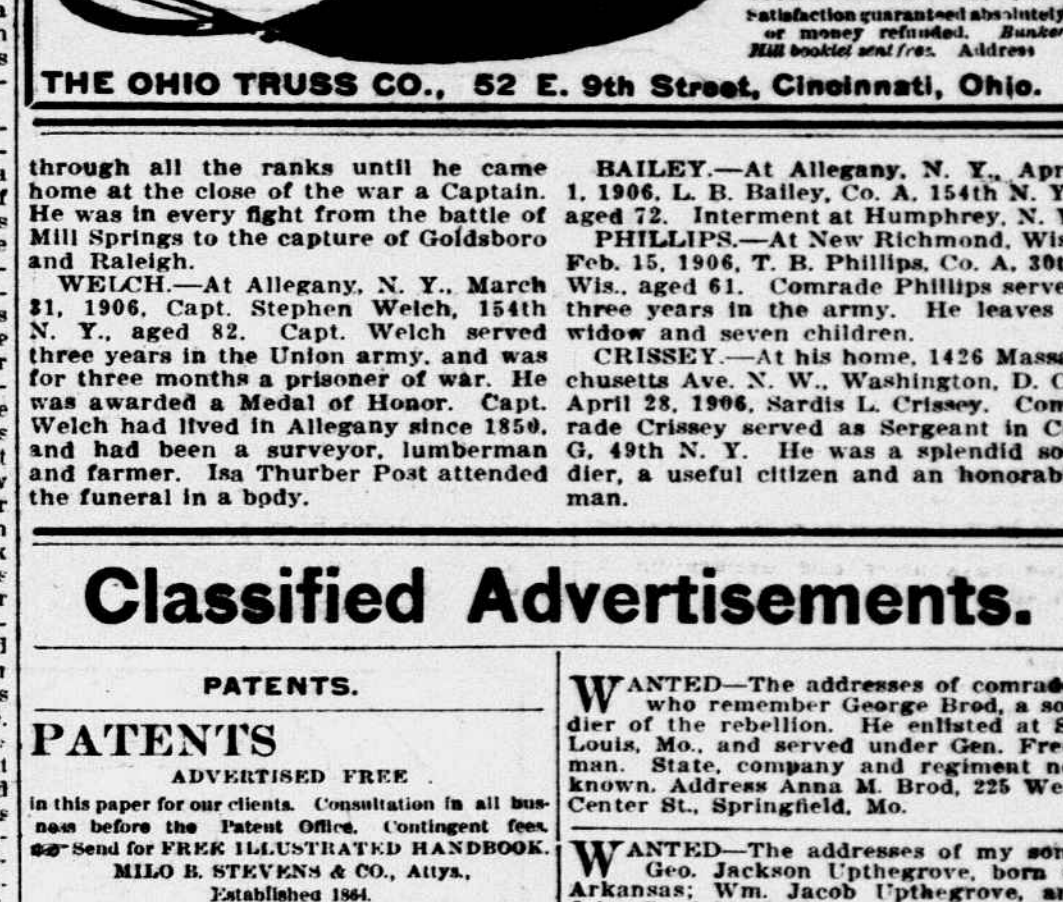 Satisfaction guaranteed absolutely
or money refunded. Bunker
Hill booklet sent free. Address
THE OHIO TRUSS CO., 52 E. 9th Street, Cincinnati, Ohio.
through all the ranks until he came
home at the close of the war a Captain.
He was in every fight from the battle of
Mill Springs to the capture of Goldsboro
and Raleigh.
WELCH.—At Allegany, N. Y., March
31, 1906, Capt. Stephen Welch, 154th
N. Y., aged 82. Capt. Welch served
three years in the Union army, and was
for three months a prisoner of war. He
was awarded a Medal of Honor. Capt.
Welch had lived in Allegany since 1850,
and had been a surveyor, lumberman
and farmer. Isa Thurber Post attended
the funeral in a body.
BAILEY.—At Allegany, N. Y., Apr
1, 1906, L. B. Bailey, Co. A, 154th N. Y
aged 72. Interment at Humphrey, N.
PHILLIPS.—At New Richmond, Wis
Feb. 15, 1906, T. B. Phillips, Co. A, 30t
Wis., aged 61. Comrade Phillips serve
three years in the army. He leaves
widow and seven children.
CRISSEY.—At his home, 1426 Massa
chusetts Ave. N. W., Washington, D. C
April 28, 1906, Sardis L. Crissey. Com
rade Crissey served as Sergeant in C
G, 49th N. Y. He was a splendid so
dier, a useful citizen and an honorab
man.
Classified Advertisements.
PATENTS.
PATENTS
ADVERTISED FREE
in this paper for our clients. Consultation in all bus-
ness before the Patent Office. Contingent fees.
Send for FREE ILLUSTRATED HANDBOOK.
MILO B. STEVENS & CO., Attys.,
Established 1864.
WANTED—The addresses of comrad
who remember George Brod, a so
dier of the rebellion. He enlisted at S
Louis, Mo., and served under Gen. Fre
man. State, company and regiment n
known. Address Anna M. Brod, 225 We
Center St., Springfield, Mo.
WANTED—The addresses of my son
Geo. Jackson Upthegrove, born
Arkansas; Wm. Jacob Upthegrove, a